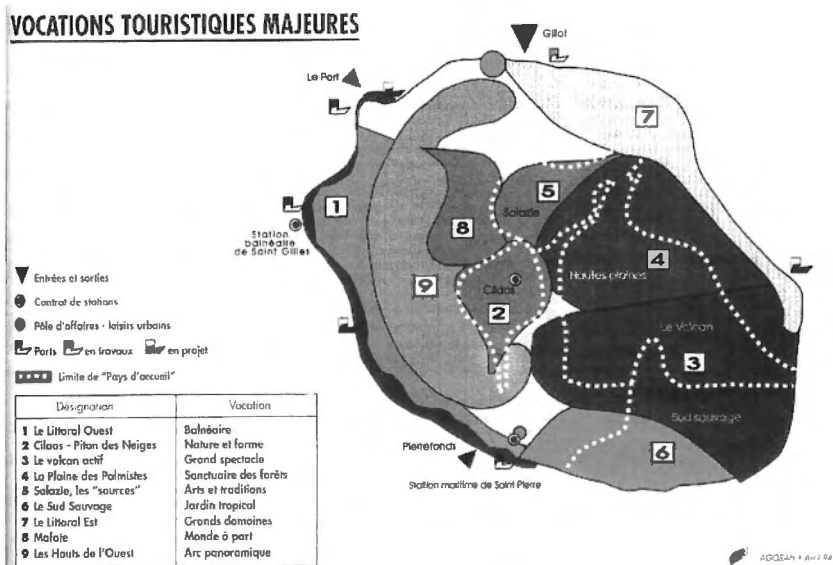 VOCATIONS TOURISTIQUES MAJEURES
Gillot
Le Port
7
1
5
Salazie
8
Station
balnéaire
de Saint Gilles
4
Hautes plaines
9
Cilaos
2
Le Volcan
3
Sud sauvage
6
Pierrefonds
Station maritime de Saint Pierre
Entrées et sorties
Contrat de stations
Pôle d'affaires - loisirs urbains
Ports en travaux en projet
Limite de "Pays d'accueil"
Désignation Vocation
1 Le Littoral Ouest Balnéaire
2 Cilaos - Piton des Neiges Nature et forme
3 Le volcan actif Grand spectacle
4 La Plaine des Palmistes Sanctuaire des forêts
5 Salazie, les "sources" Arts et traditions
6 Le Sud Sauvage Jardin tropical
7 Le Littoral Est Grands domaines
8 Mafate Monde à part
9 Les Hauts de l'Ouest Arc panoramique